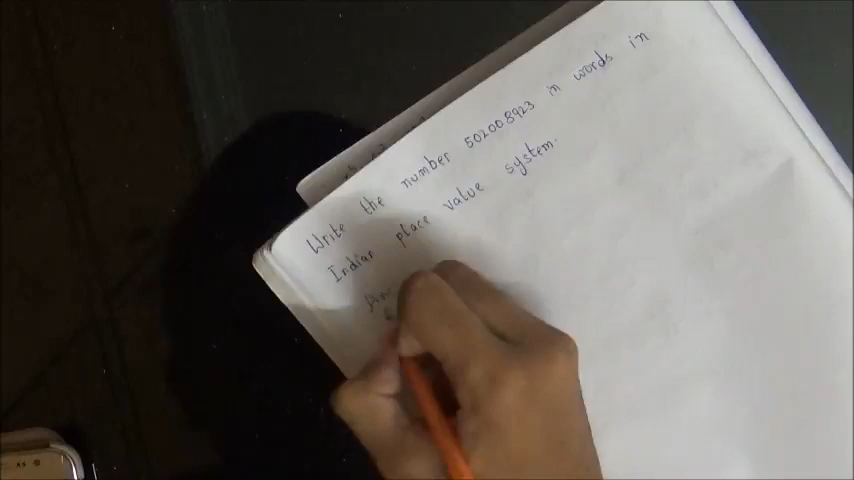 Write the number 502008923 in words in
Indian place value system.